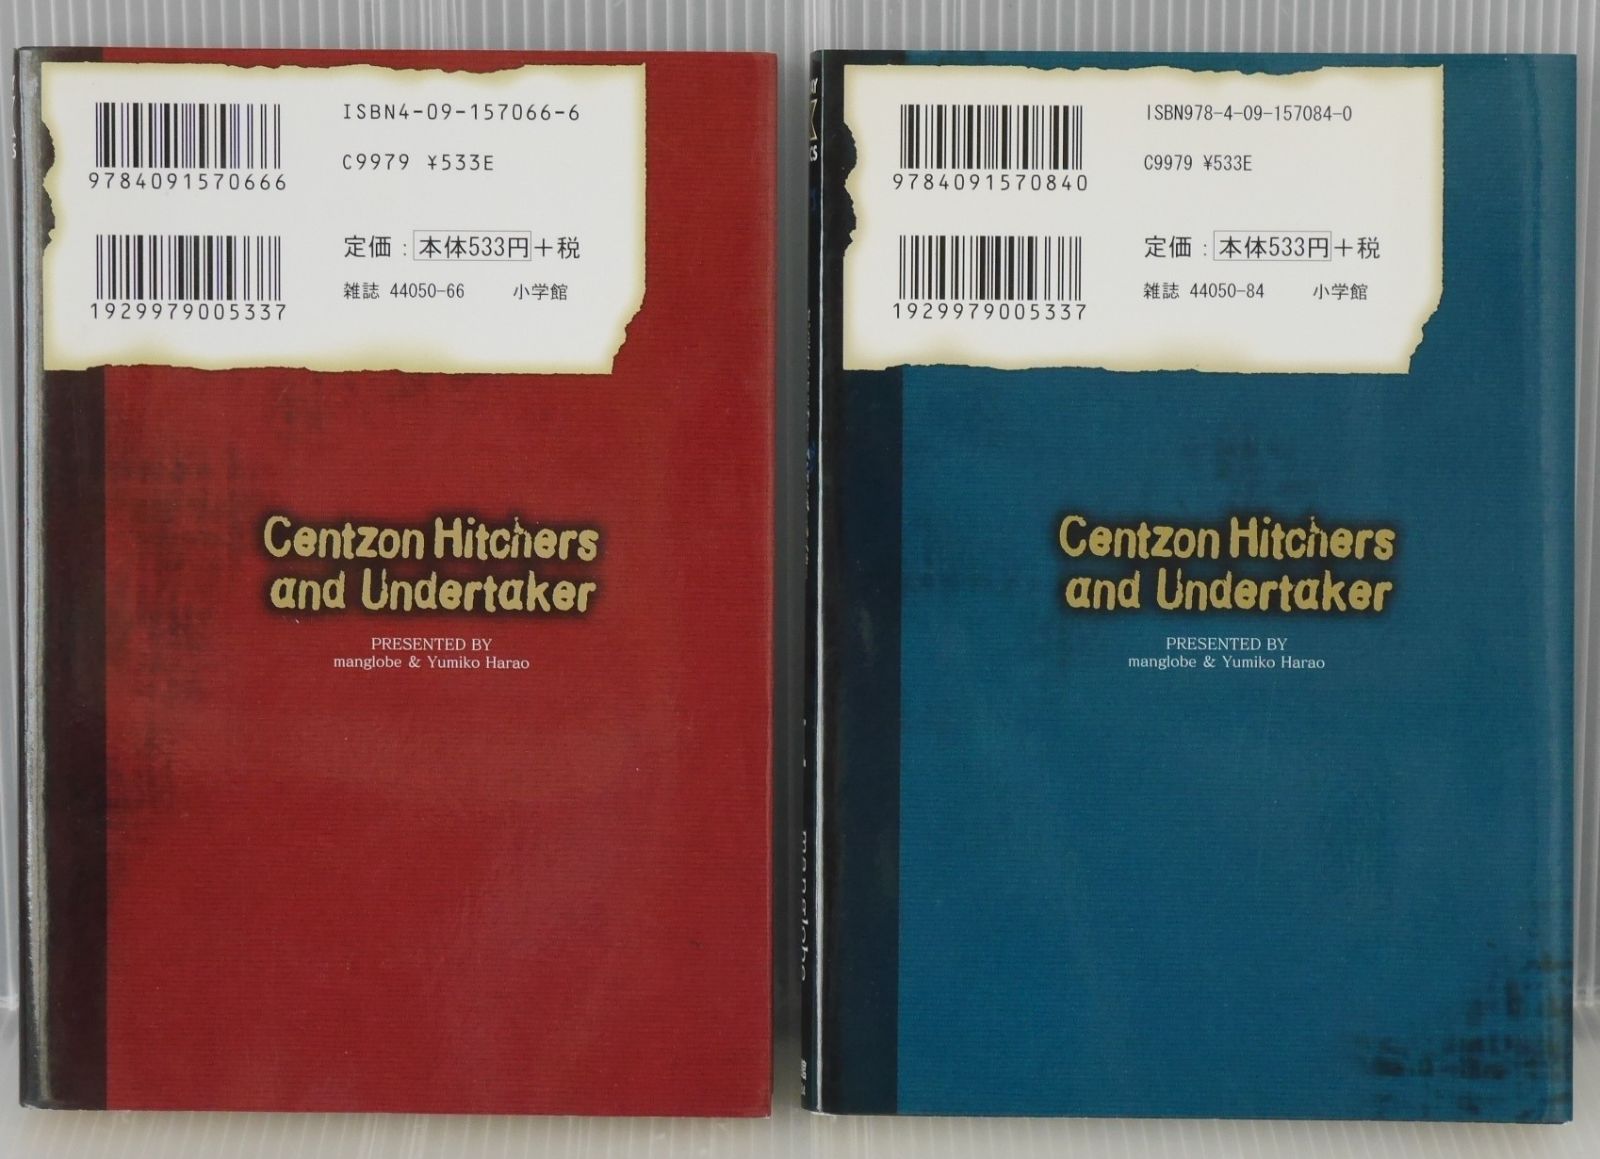 ISBN4-09-157066-6
9784091570666
C9979 ¥533E
定価：本体533円＋税
1929979005337
雑誌 44050-66 小学館
Centzon Hitchers
and Undertaker
PRESENTED BY
manglobe & Yumiko Harao
ISBN978-4-09-157084-0
9784091570840
C9979 ¥533E
定価：本体533円＋税
1929979005337
雑誌 44050-84 小学館
Centzon Hitchers
and Undertaker
PRESENTED BY
manglobe & Yumiko Harao
manglobe